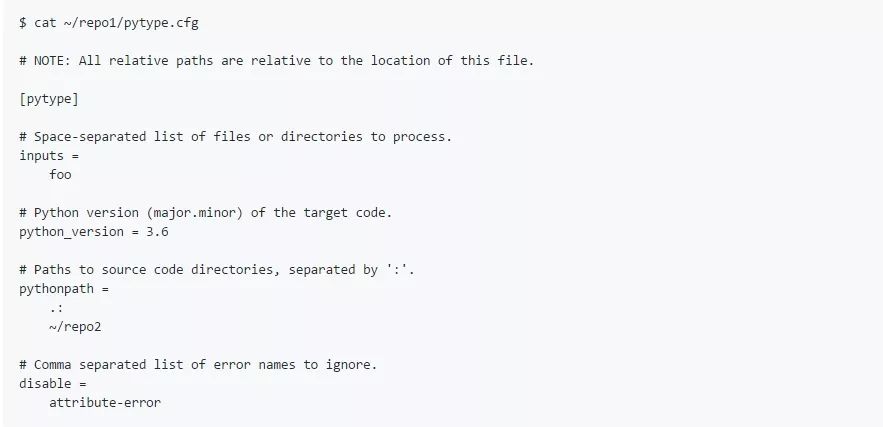 $ cat ~/repo1/pytype.cfg
# NOTE: All relative paths are relative to the location of this file.
[pytype]
# Space-separated list of files or directories to process.
inputs =
    foo
# Python version (major.minor) of the target code.
python_version = 3.6
# Paths to source code directories, separated by ':'.
pythonpath =
    .:
    ~/repo2
# Comma separated list of error names to ignore.
disable =
    attribute-error